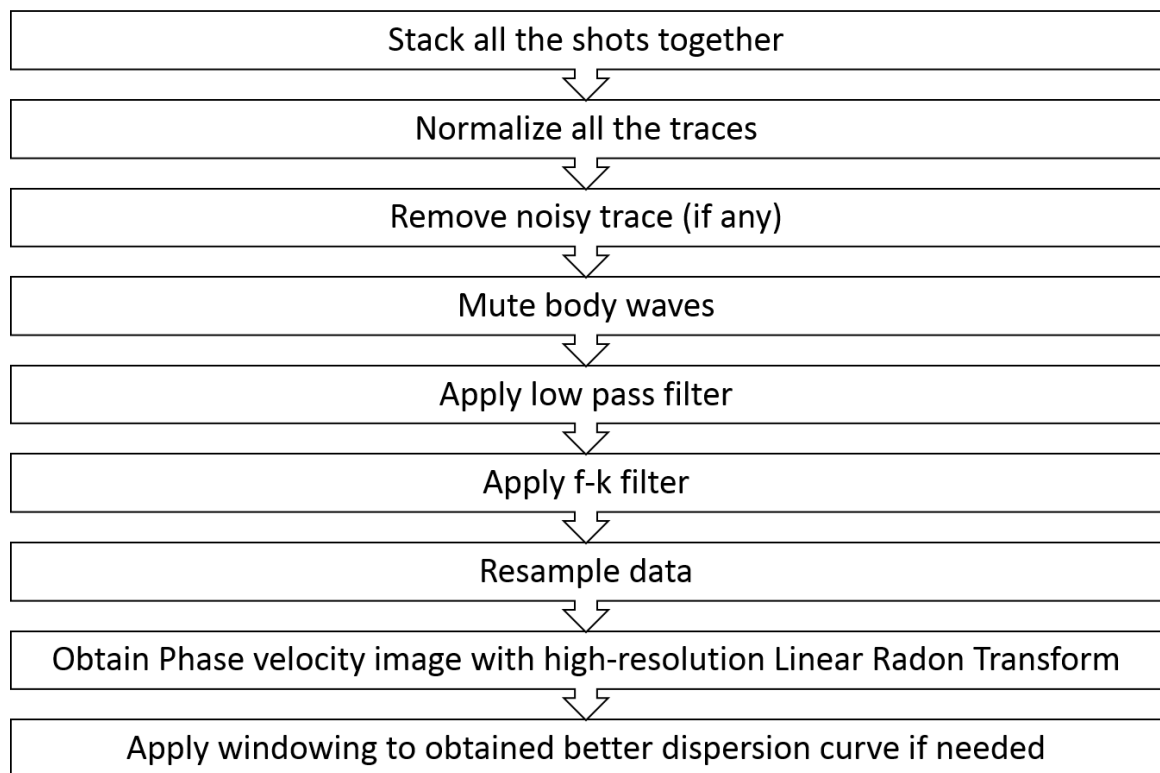 Stack all the shots together
Normalize all the traces
Remove noisy trace (if any)
Mute body waves
Apply low pass filter
Apply f-k filter
Resample data
Obtain Phase velocity image with high-resolution Linear Radon Transform
Apply windowing to obtained better dispersion curve if needed